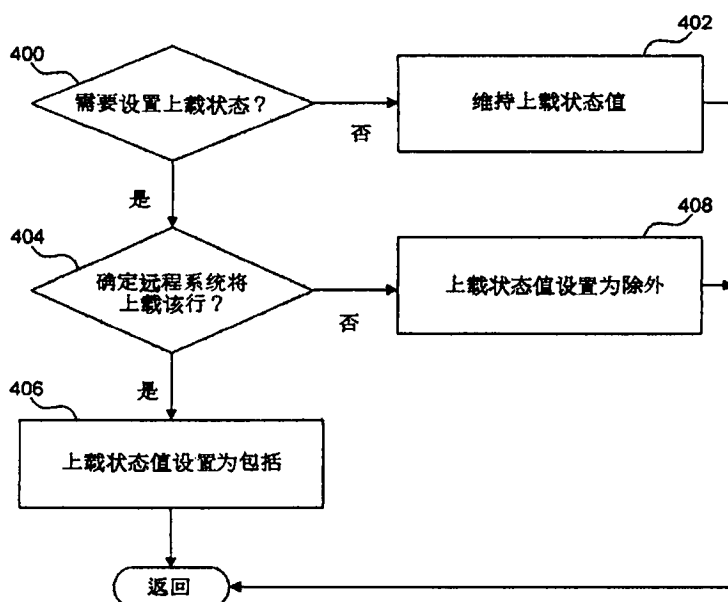 400
需要设置上载状态？
402
维持上载状态值
否
是
404
确定远程系统将
上载该行？
408
上载状态值设置为除外
否
是
406
上载状态值设置为包括
返回